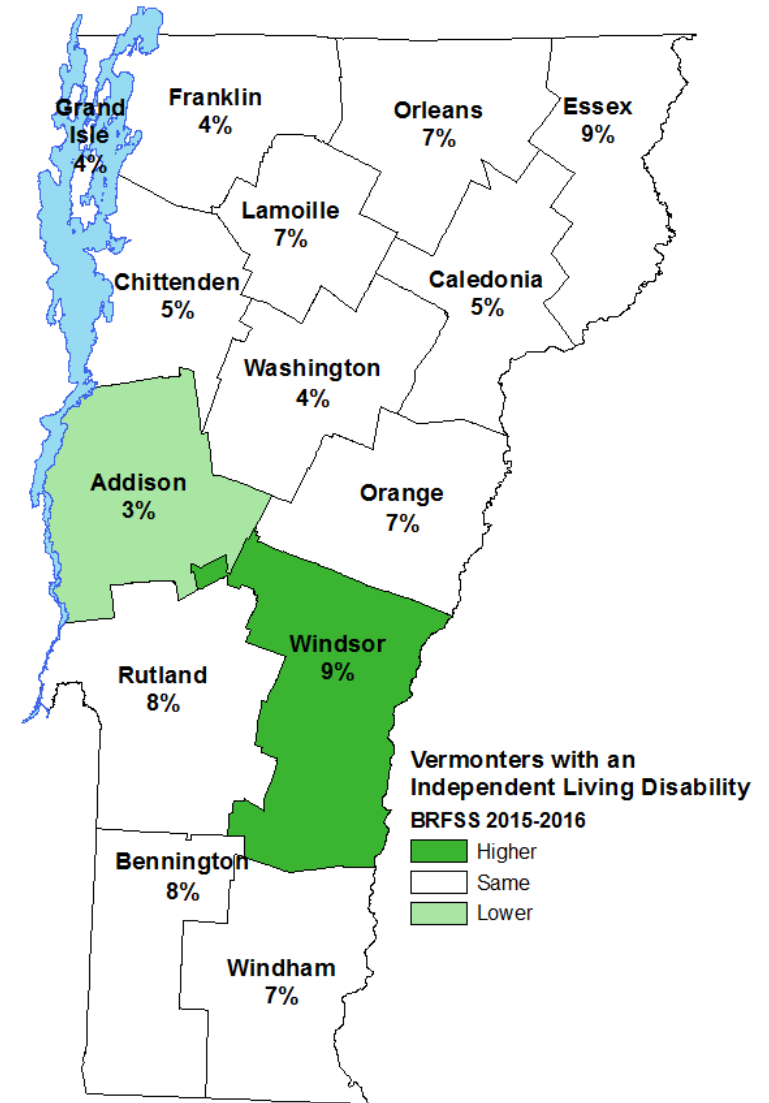 Grand
Isle
4%
Franklin
4%
Orleans
7%
Essex
9%
Lamoille
7%
Chittenden
5%
Caledonia
5%
Washington
4%
Addison
3%
Orange
7%
Windsor
9%
Rutland
8%
Bennington
8%
Windham
7%
Vermonters with an
Independent Living Disability
BRFSS 2015-2016
Higher
Same
Lower